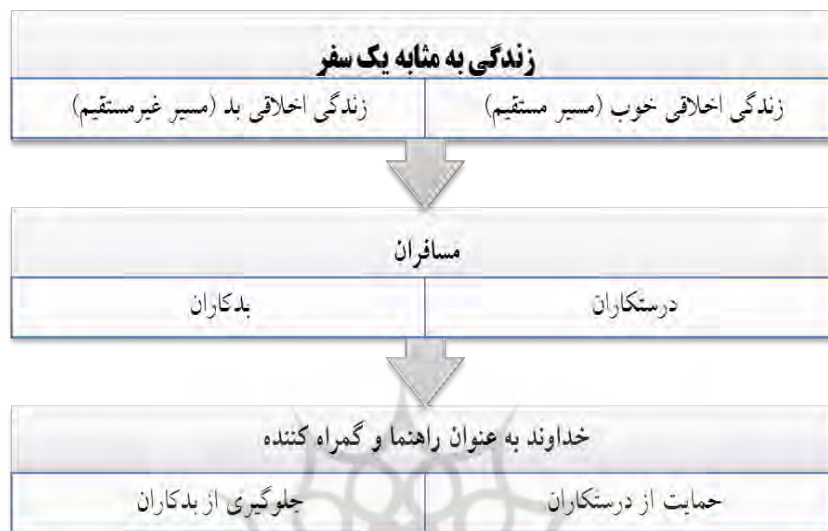 زندگی به مثابه یک سفر
زندگی اخلاقی خوب (مسیر مستقیم)
زندگی اخلاقی بد (مسیر غیرمستقیم)
مسافران
درستکاران
بدکاران
خداوند به عنوان راهنما و گمراه کننده
حمایت از درستکاران
جلوگیری از بدکاران